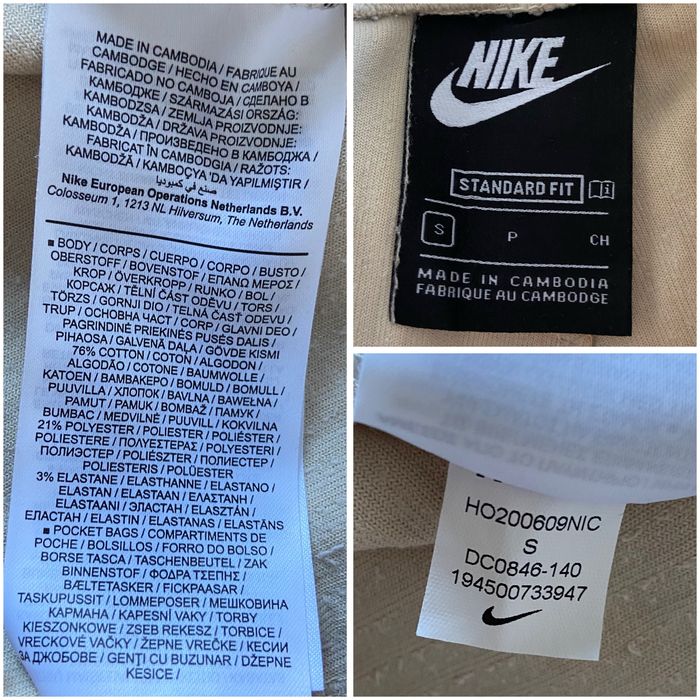 MADE IN CAMBODIA / FABRIQUE AU
CAMBODGE / HECHO EN CAMBOYA /
FABRICADO NO CAMBOJA / СДЕЛАНО В
КАМБОДЖЕ / SZÁRMAZÁSI ORSZÁG:
KAMBODZSA / ZEMLJA PROIZVODNJE:
KAMBODŽA / DRŽAVA PROIZVODNJE:
KAMBODŽA / ПРОИЗВЕДЕНО В КАМБОДЖА /
FABRICAT ÎN CAMBODGIA / RAŽOTS:
KAMBODŽĀ / KAMBOÇYA 'DA YAPILMIŞTIR /
صنع في كمبوديا
Nike European Operations Netherlands B.V.
Colosseum 1, 1213 NL Hilversum, The Netherlands
■ BODY / CORPS / CUERPO / CORPO / BUSTO /
OBERSTOFF / BOVENSTOF / ΕΠΑΝΩ ΜΕΡΟΣ /
KROP / ÖVERKROPP / RUNKO / BOL /
КОРСАЖ / TĚLNÍ ČÁST ODĚVU / TORS /
TÖRZS / GORNJI DIO / TELNÁ ČASŤ ODEVU /
TRUP / ОСНОВНА ЧАСТ / CORP / GLAVNI DEO /
PAGRINDINĖ PRIEKINĖS PUSĖS DALIS /
PIHAOSA / GALVENĀ DAĻA / GÖVDE KISMI
76% COTTON / COTON / ALGODON /
ALGODÃO / COTONE / BAUMWOLLE /
KATOEN / ΒΑΜΒΑΚΕΡΟ / BOMULD / BOMULL /
PUUVILLA / ХЛОПОК / BAVLNA / BAWEŁNA /
PAMUT / PAMUK / BOMBAŽ / ПАМУК /
BUMBAC / MEDVILNĖ / PUUVILL / KOKVILNA
21% POLYESTER / POLIESTER / POLIÉSTER /
POLIESTERE / ΠΟΛΥΕΣΤΕΡΑΣ / POLYESTERI /
ПОЛИЭСТЕР / POLIÉSZTER / ПОЛИЕСТЕР /
POLIESTERIS / POLÜESTER
3% ELASTANE / ELASTHANNE / ELASTANO /
ELASTAN / ELASTAAN / ΕΛΑΣΤΑΝΗ /
ELASTAANI / ЭЛАСТАН / ELASZTÁN /
ЕЛАСТАН / ELASTIN / ELASTANAS / ELASTĀNS
■ POCKET BAGS / COMPARTIMENTS DE
POCHE / BOLSILLOS / FORRO DO BOLSO /
BORSE TASCA / TASCHENBEUTEL / ZAK
BINNENSTOF / ΦΟΔΡΑ ΤΣΕΠΗΣ /
BÆLTETASKER / FICKPAASAR /
TASKUPUSSIT / LOMMEPOSER / МЕШКОВИНА
КАРМАНА / KAPESNÍ VAKY / TORBY
KIESZONKOWE / ZSEB REKESZ / TORBICE /
VRECKOVÉ VAČKY / ŽEPNE VREČKE / КЕСИИ
ЗА ДЖОБОВЕ / GENȚI CU BUZUNAR / DŽEPNE
KESICE /
NIKE
STANDARD FIT
S P CH
MADE IN CAMBODIA
FABRIQUE AU CAMBODGE
HO200609NIC
S
DC0846-140
194500733947